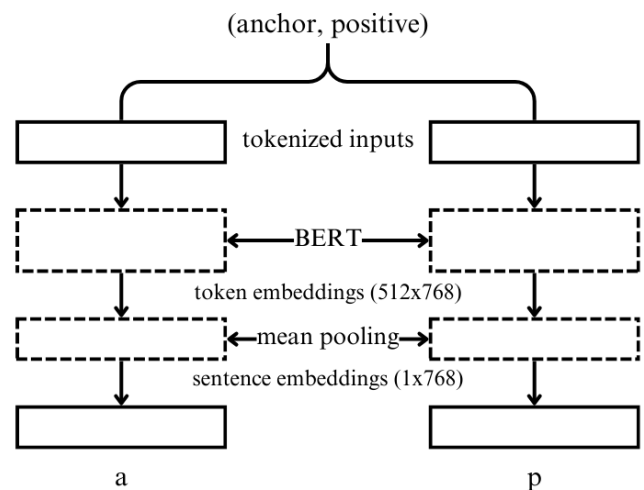 (anchor, positive)
tokenized inputs
BERT
token embeddings (512x768)
mean pooling
sentence embeddings (1x768)
a
p